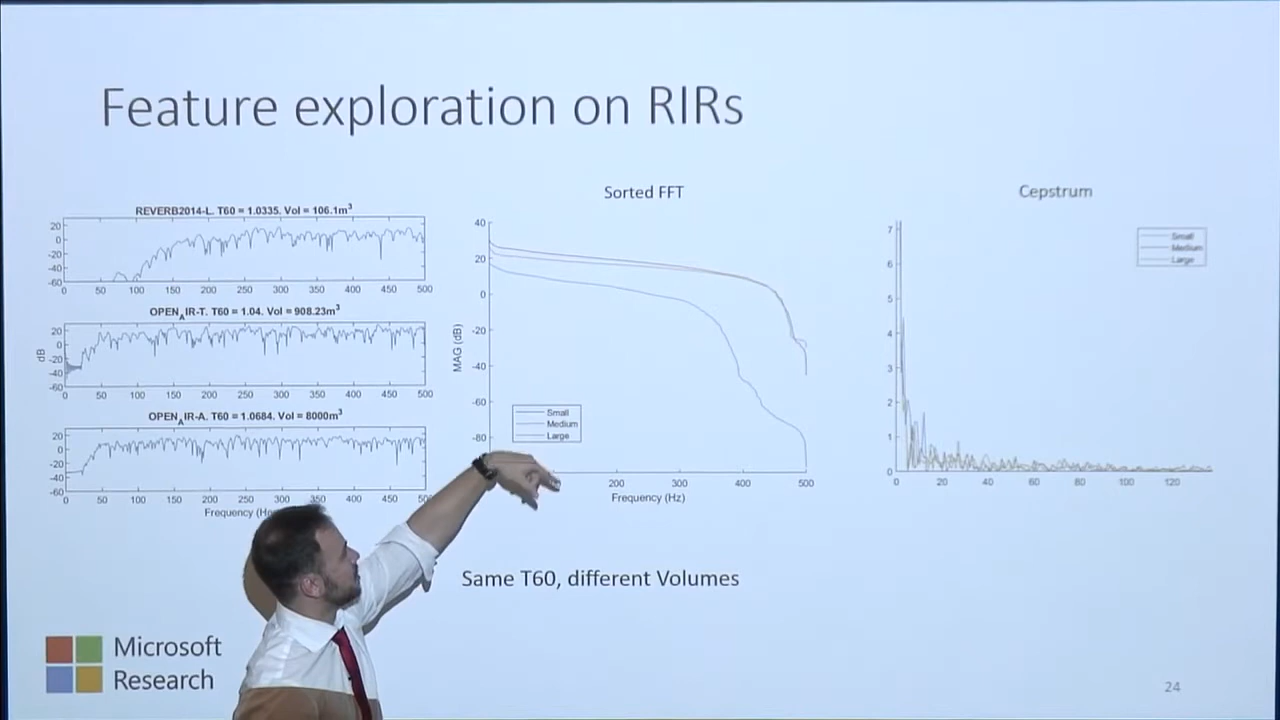 Feature exploration on RIRs
REVERB2014-L. T60 = 1.0335. Vol = 106.1m³
20
0
-20
-40
-60
0 50 100 150 200 250 300 350 400 450 500
OPEN_AIR-T. T60 = 1.04. Vol = 908.23m³
20
0
-20
-40
-60
dB
0 50 100 150 200 250 300 350 400 450 500
OPEN_AIR-A. T60 = 1.0684. Vol = 8000m³
20
0
-20
-40
-60
0 50 100 150 200 250 300 350 400 450 500
Frequency (He
Sorted FFT
40
20
0
-20
-40
-60
-80
MAG (dB)
Small
Medium
Large
200 300 400 500
Frequency (Hz)
Cepstrum
7
6
5
4
3
2
1
0
Small
Medium
Large
0 20 40 60 80 100 120
Same T60, different Volumes
Microsoft
Research
24